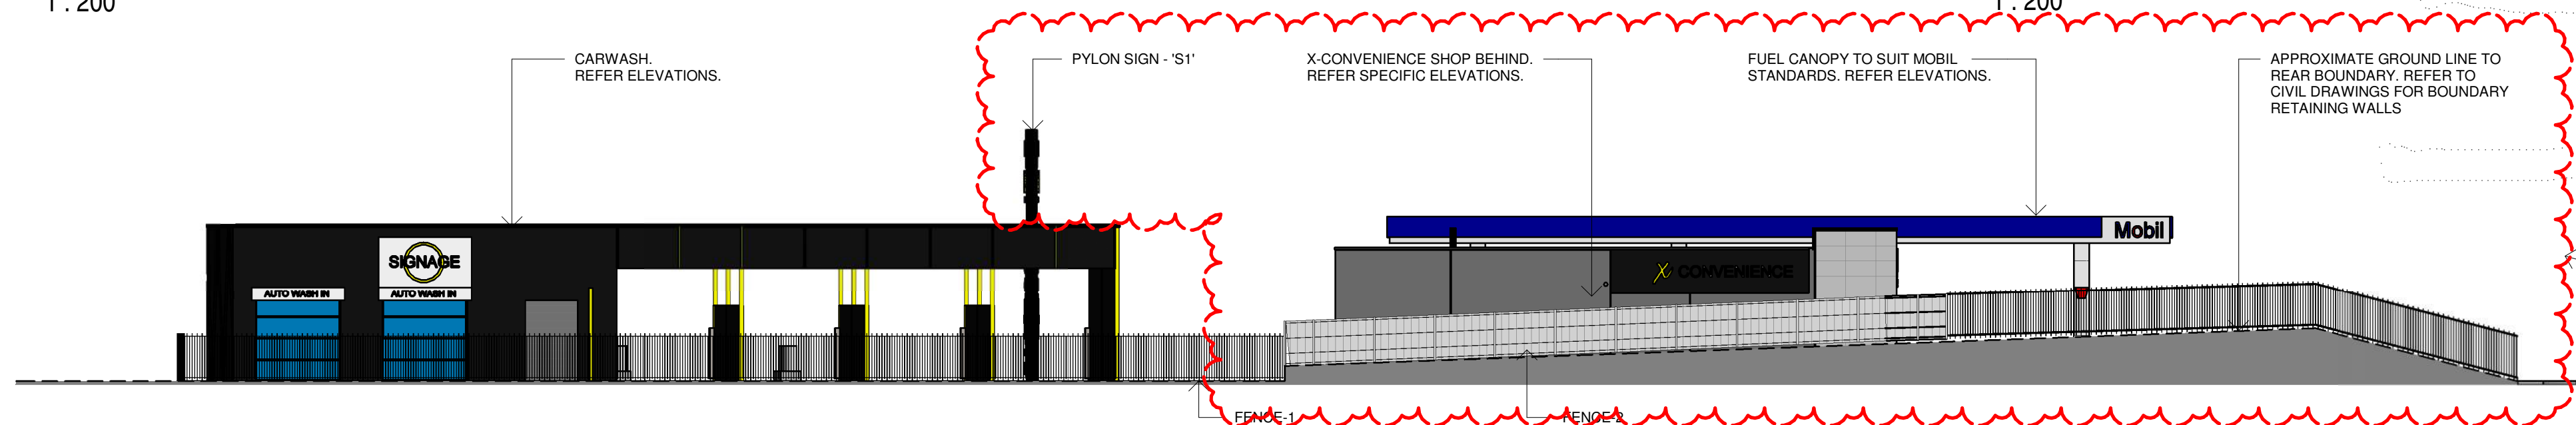 1 : 200
1 : 200
CARWASH.
REFER ELEVATIONS.
PYLON SIGN - 'S1'
X-CONVENIENCE SHOP BEHIND.
REFER SPECIFIC ELEVATIONS.
FUEL CANOPY TO SUIT MOBIL
STANDARDS. REFER ELEVATIONS.
APPROXIMATE GROUND LINE TO
REAR BOUNDARY. REFER TO
CIVIL DRAWINGS FOR BOUNDARY
RETAINING WALLS
Mobil
SIGNAGE
X CONVENIENCE
AUTO WASH IN
AUTO WASH IN
FENCE-1
FENCE-2